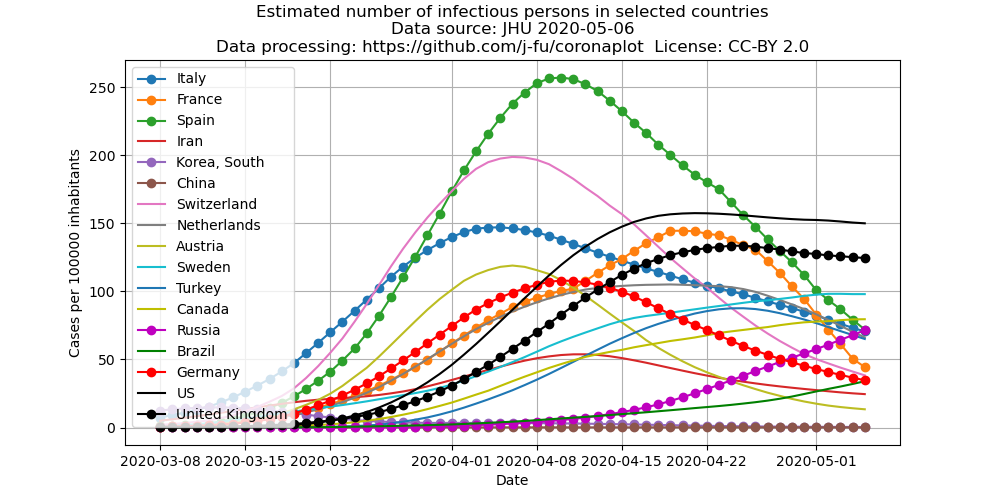 Estimated number of infectious persons in selected countries
Data source: JHU 2020-05-06
Data processing: https://github.com/j-fu/coronaplot  License: CC-BY 2.0
Cases per 100000 inhabitants
250
200
150
100
50
0
Italy
France
Spain
Iran
Korea, South
China
Switzerland
Netherlands
Austria
Sweden
Turkey
Canada
Russia
Brazil
Germany
US
United Kingdom
2020-03-08 2020-03-15 2020-03-22 2020-04-01 2020-04-08 2020-04-15 2020-04-22 2020-05-01
Date